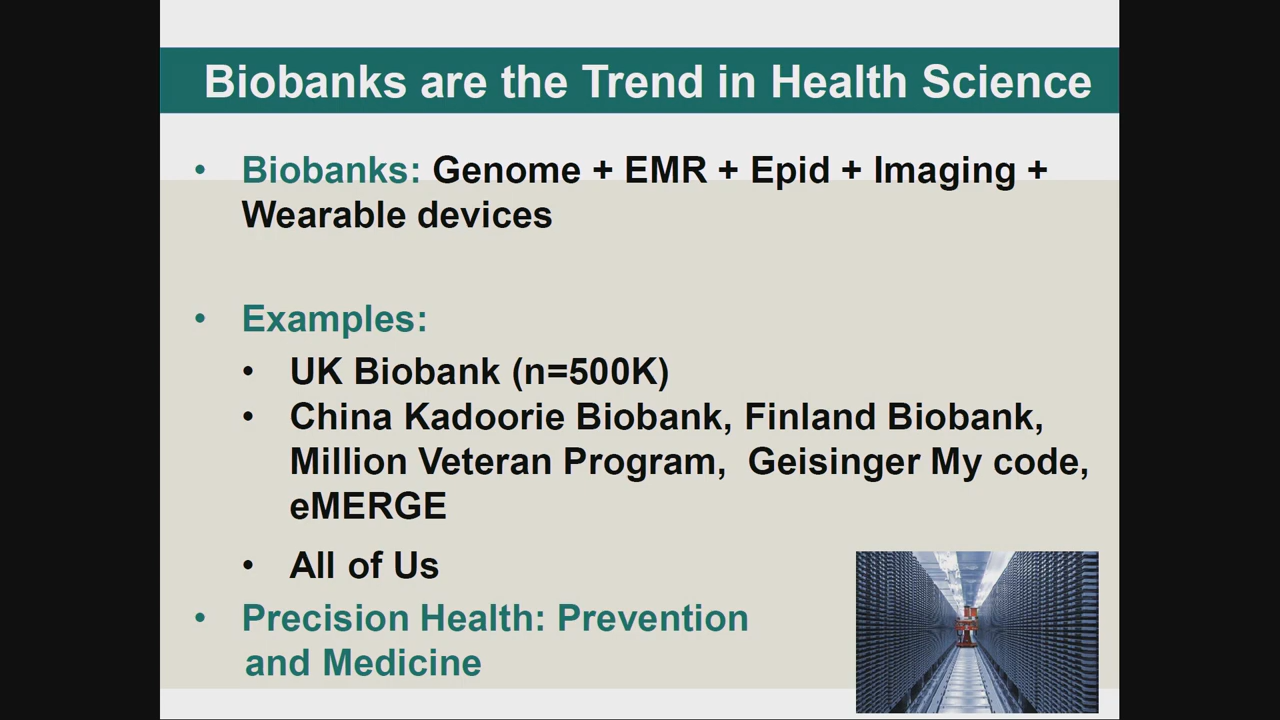 Biobanks are the Trend in Health Science
• Biobanks: Genome + EMR + Epid + Imaging +
Wearable devices
• Examples:
• UK Biobank (n=500K)
• China Kadoorie Biobank, Finland Biobank,
Million Veteran Program, Geisinger My code,
eMERGE
• All of Us
• Precision Health: Prevention
and Medicine